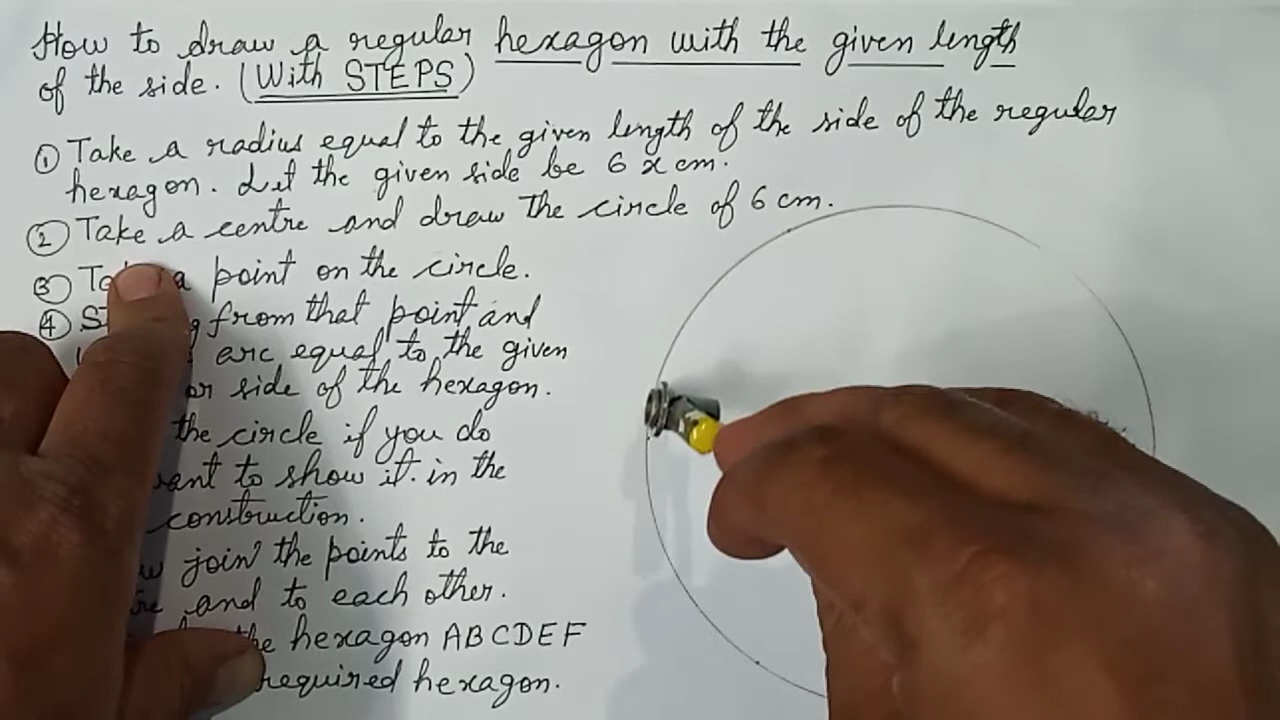 How to draw a regular hexagon with the given length
of the side. (With STEPS)
① Take a radius equal to the given length of the side of the regular
hexagon. Let the given side be 6 x cm.
② Take a centre and draw the circle of 6 cm.
③ a point on the circle.
④ from that point and
arc equal to the given
or side of the hexagon.
the circle if you do
to show it in the
construction.
join the points to the
and to each other.
the hexagon ABCDEF
required hexagon.